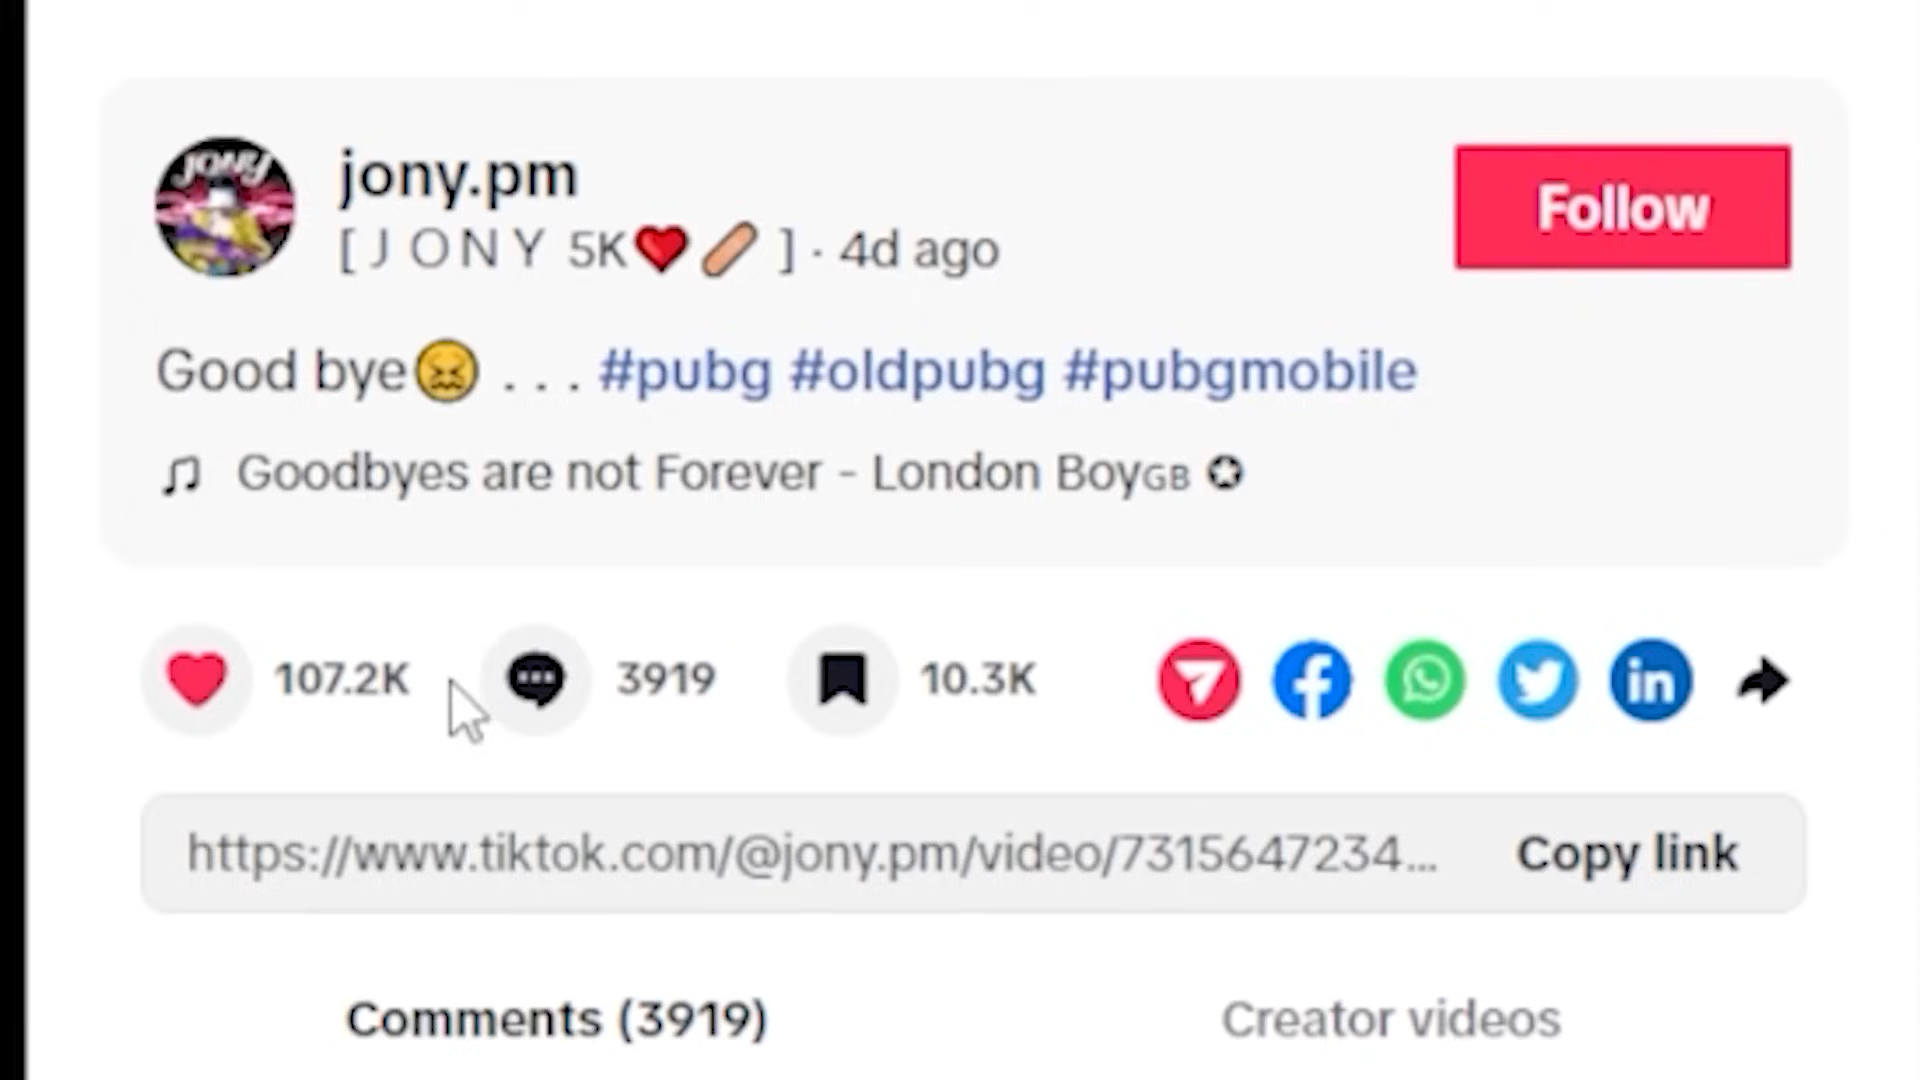 JONY
jony.pm
[ J O N Y 5K❤️🩹 ] · 4d ago
Follow
Good bye😖 . . . #pubg #oldpubg #pubgmobile
Goodbyes are not Forever - London BoyGB ✪
107.2K
3919
10.3K
https://www.tiktok.com/@jony.pm/video/7315647234...
Copy link
Comments (3919)
Creator videos